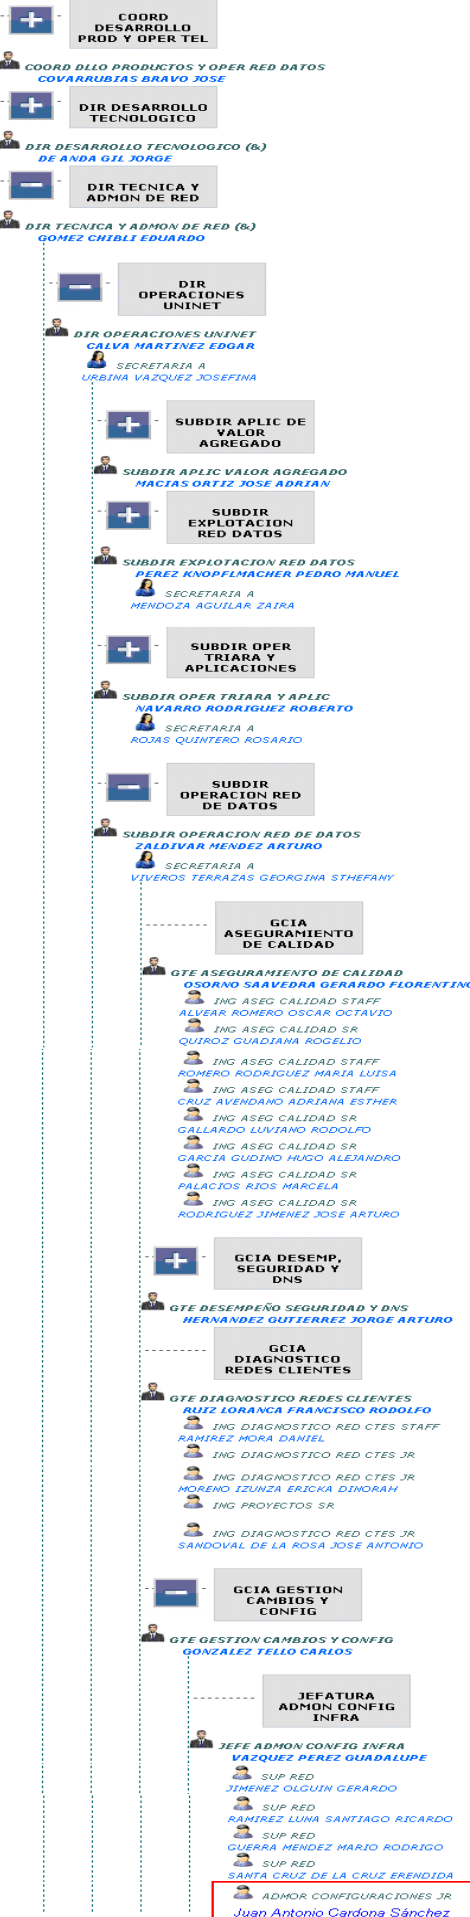 COORD
DESARROLLO
PROD Y OPER TEL
COORD DLLO PRODUCTOS Y OPER RED DATOS
COVARRUBIAS BRAVO JOSE
DIR DESARROLLO
TECNOLOGICO
DIR DESARROLLO TECNOLOGICO (&)
DE ANDA GIL JORGE
DIR TECNICA Y
ADMON DE RED
DIR TECNICA Y ADMON DE RED (&)
GOMEZ CHIBLI EDUARDO
DIR
OPERACIONES
UNINET
DIR OPERACIONES UNINET
CALVA MARTINEZ EDGAR
SECRETARIA A
URBINA VAZQUEZ JOSEFINA
SUBDIR APLIC DE
VALOR
AGREGADO
SUBDIR APLIC VALOR AGREGADO
MACIAS ORTIZ JOSE ADRIAN
SUBDIR
EXPLOTACION
RED DATOS
SUBDIR EXPLOTACION RED DATOS
PEREZ KNOPFLMACHER PEDRO MANUEL
SECRETARIA A
MENDOZA AGUILAR ZAIRA
SUBDIR OPER
TRIARA Y
APLICACIONES
SUBDIR OPER TRIARA Y APLIC
NAVARRO RODRIGUEZ ROBERTO
SECRETARIA A
ROJAS QUINTERO ROSARIO
SUBDIR
OPERACION RED
DE DATOS
SUBDIR OPERACION RED DE DATOS
ZALDIVAR MENDEZ ARTURO
SECRETARIA A
VIVEROS TERRAZAS GEORGINA STHEFANY
GCIA
ASEGURAMIENTO
DE CALIDAD
GTE ASEGURAMIENTO DE CALIDAD
OSORNO SAAVEDRA GERARDO FLORENTINO
ING ASEG CALIDAD STAFF
ALVEAR ROMERO OSCAR OCTAVIO
ING ASEG CALIDAD SR
QUIROZ GUADIANA ROGELIO
ING ASEG CALIDAD STAFF
ROMERO RODRIGUEZ MARIA LUISA
ING ASEG CALIDAD STAFF
CRUZ AVENDANO ADRIANA ESTHER
ING ASEG CALIDAD SR
GALLARDO LUVIANO RODOLFO
ING ASEG CALIDAD SR
GARCIA GUDINO HUGO ALEJANDRO
ING ASEG CALIDAD SR
PALACIOS RIOS MARCELA
ING ASEG CALIDAD SR
RODRIGUEZ JIMENEZ JOSE ARTURO
GCIA DESEMP,
SEGURIDAD Y
DNS
GTE DESEMPEÑO SEGURIDAD Y DNS
HERNANDEZ GUTIERREZ JORGE ARTURO
GCIA
DIAGNOSTICO
REDES CLIENTES
GTE DIAGNOSTICO REDES CLIENTES
RUIZ LORANCA FRANCISCO RODOLFO
ING DIAGNOSTICO RED CTES STAFF
RAMIREZ MORA DANIEL
ING DIAGNOSTICO RED CTES JR
ING DIAGNOSTICO RED CTES JR
MORENO IZUNZA ERICKA DINORAH
ING PROYECTOS SR
ING DIAGNOSTICO RED CTES JR
SANDOVAL DE LA ROSA JOSE ANTONIO
GCIA GESTION
CAMBIOS Y
CONFIG
GTE GESTION CAMBIOS Y CONFIG
GONZALEZ TELLO CARLOS
JEFATURA
ADMON CONFIG
INFRA
JEFE ADMON CONFIG INFRA
VAZQUEZ PEREZ GUADALUPE
SUP RED
JIMENEZ OLGUIN GERARDO
SUP RED
RAMIREZ LUNA SANTIAGO RICARDO
SUP RED
GUERRA MENDEZ MARIO RODRIGO
SUP RED
SANTA CRUZ DE LA CRUZ ERENDIDA
ADMOR CONFIGURACIONES JR
Juan Antonio Cardona Sánchez